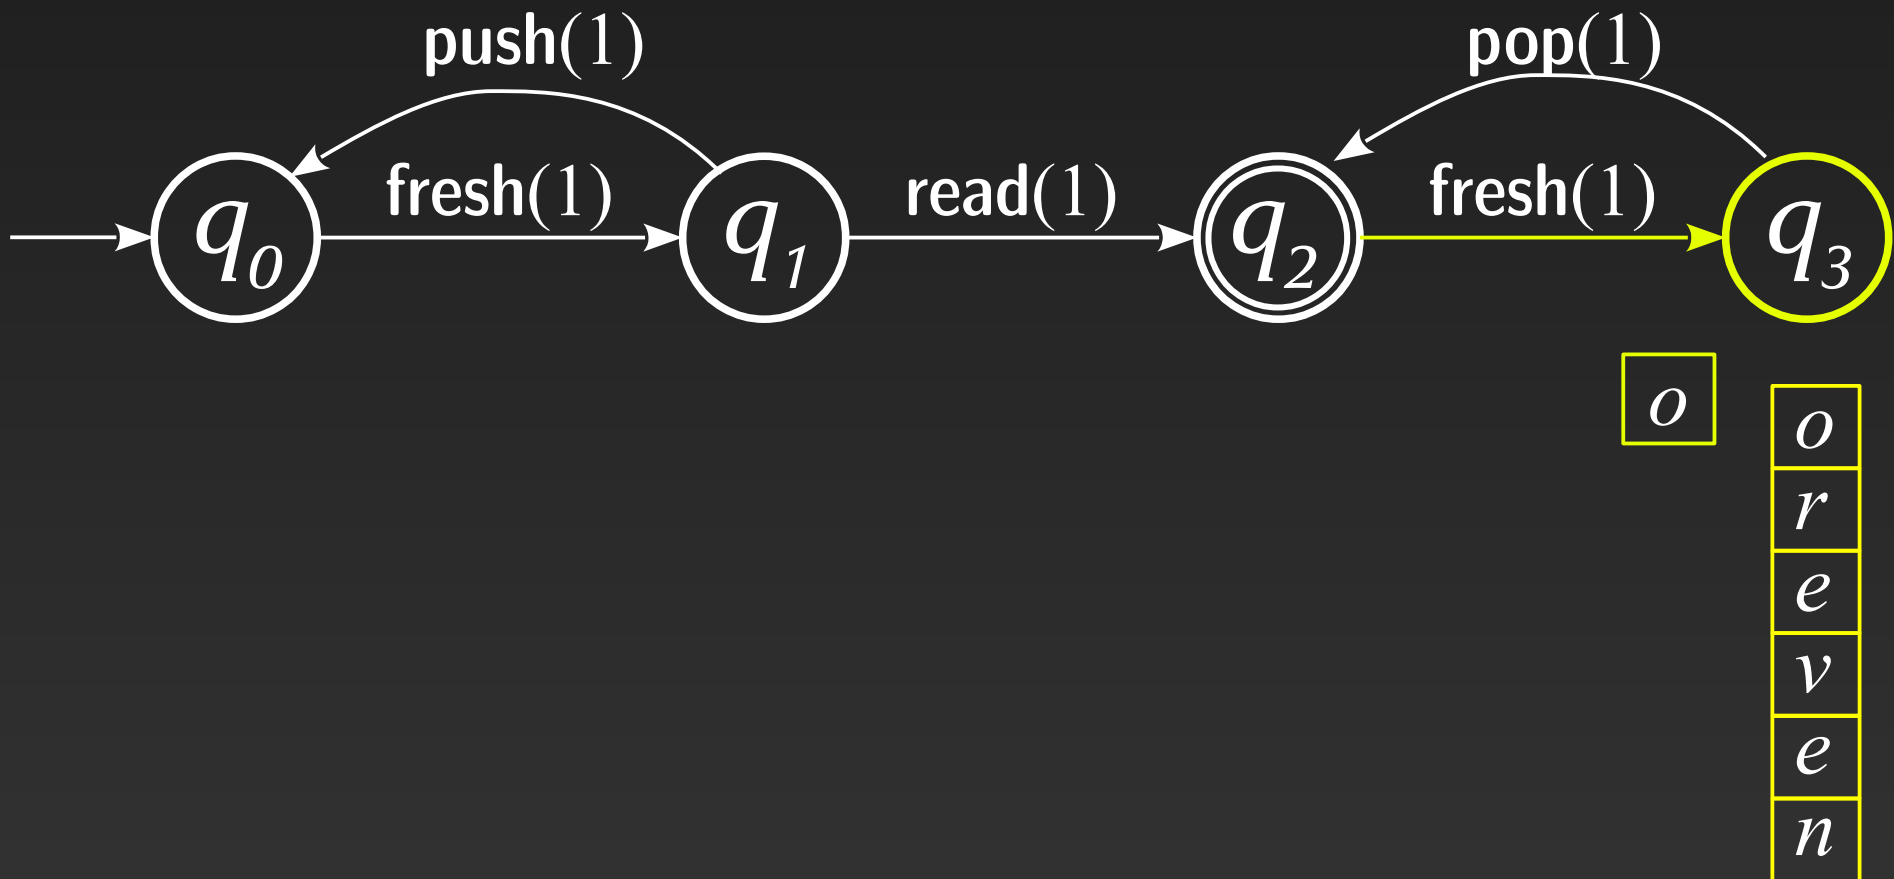 push(1) pop(1)
fresh(1) read(1) fresh(1)
q0 q1 q2 q3
o
o
r
e
v
e
n